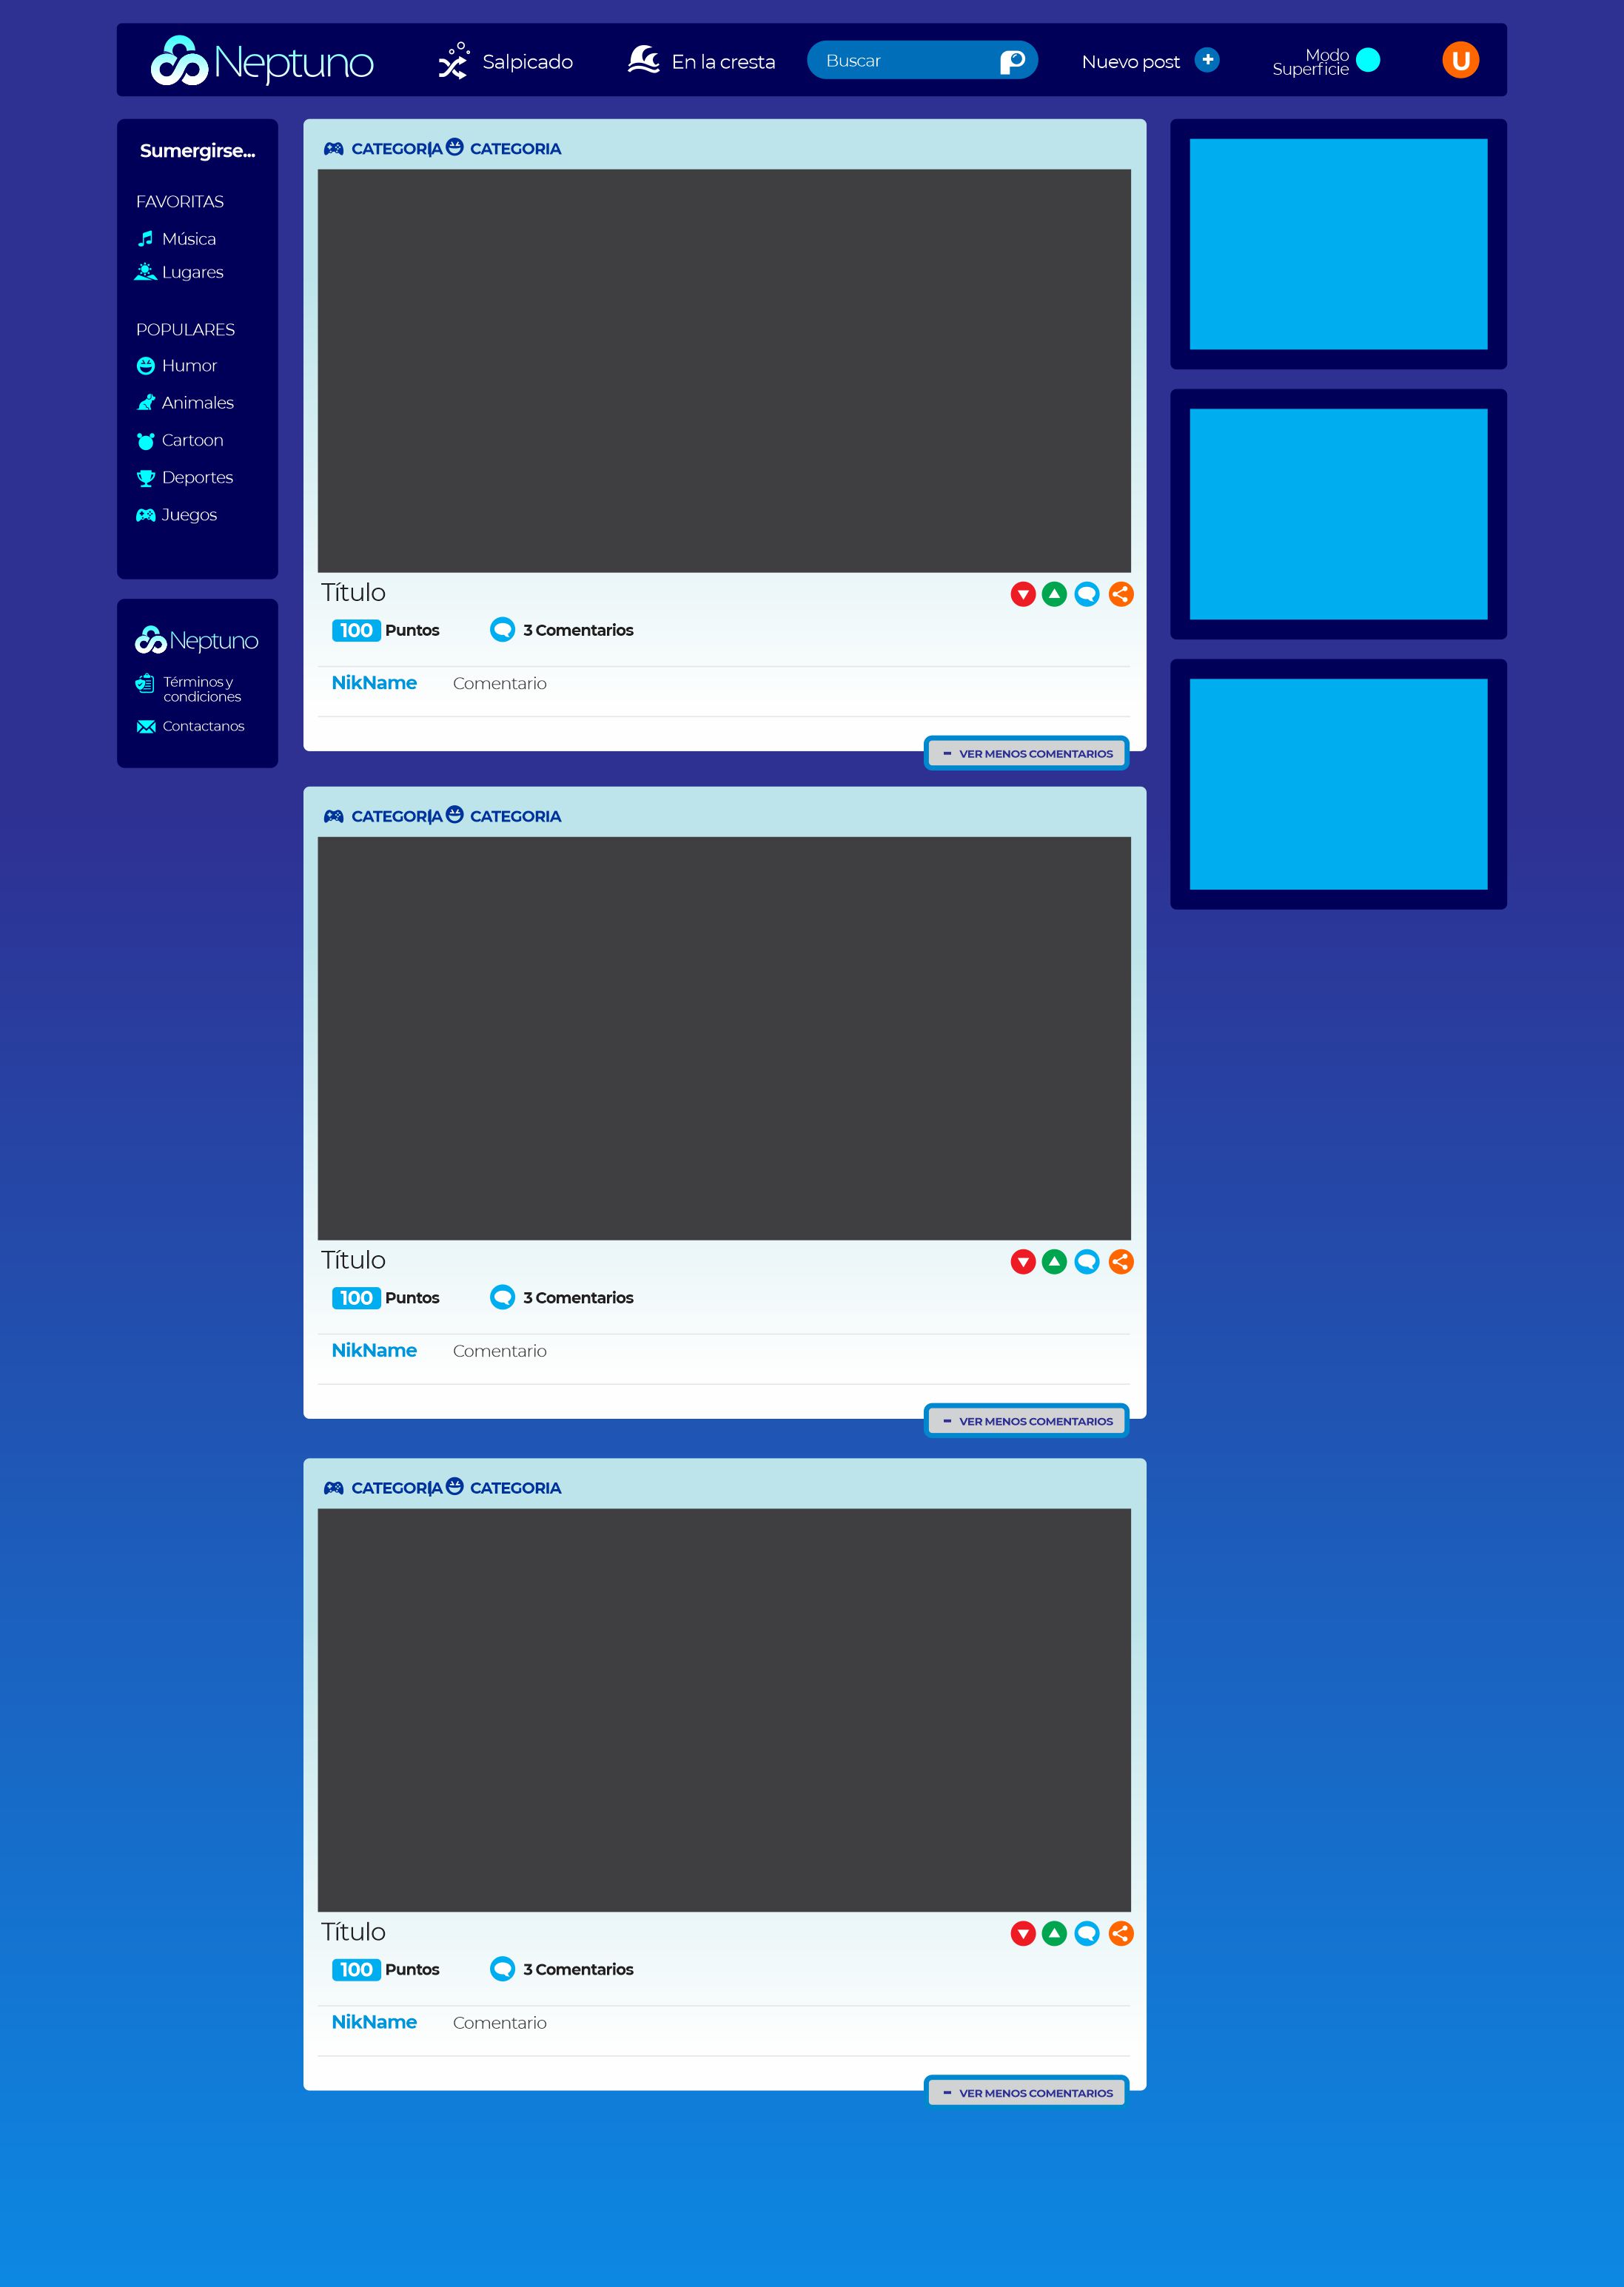 Neptuno
Salpicado
En la cresta
Buscar
Nuevo post
Modo
Superficie
U
Sumergirse...
FAVORITAS
Música
Lugares
POPULARES
Humor
Animales
Cartoon
Deportes
Juegos
Neptuno
Términos y
condiciones
Contactanos
CATEGORIA CATEGORIA
Título
100 Puntos 3 Comentarios
NikName Comentario
- VER MENOS COMENTARIOS
CATEGORIA CATEGORIA
Título
100 Puntos 3 Comentarios
NikName Comentario
- VER MENOS COMENTARIOS
CATEGORIA CATEGORIA
Título
100 Puntos 3 Comentarios
NikName Comentario
- VER MENOS COMENTARIOS